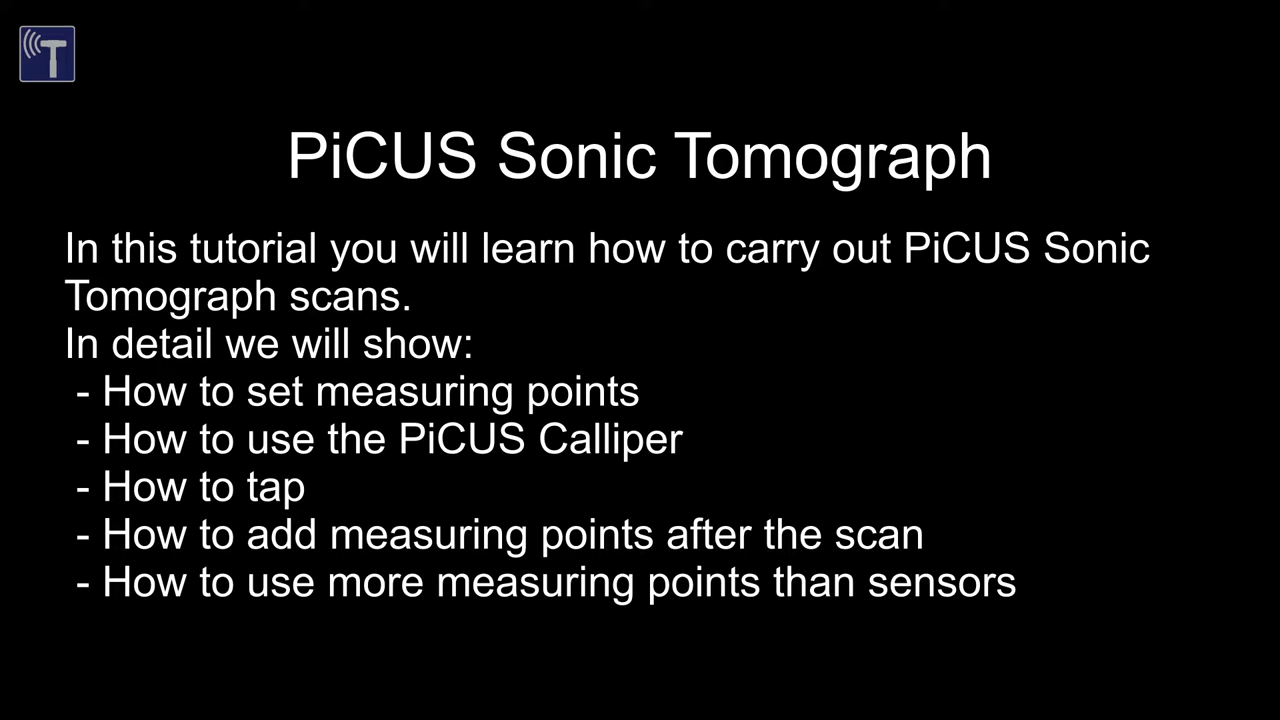 T
PiCUS Sonic Tomograph
In this tutorial you will learn how to carry out PiCUS Sonic
Tomograph scans.
In detail we will show:
- How to set measuring points
- How to use the PiCUS Calliper
- How to tap
- How to add measuring points after the scan
- How to use more measuring points than sensors